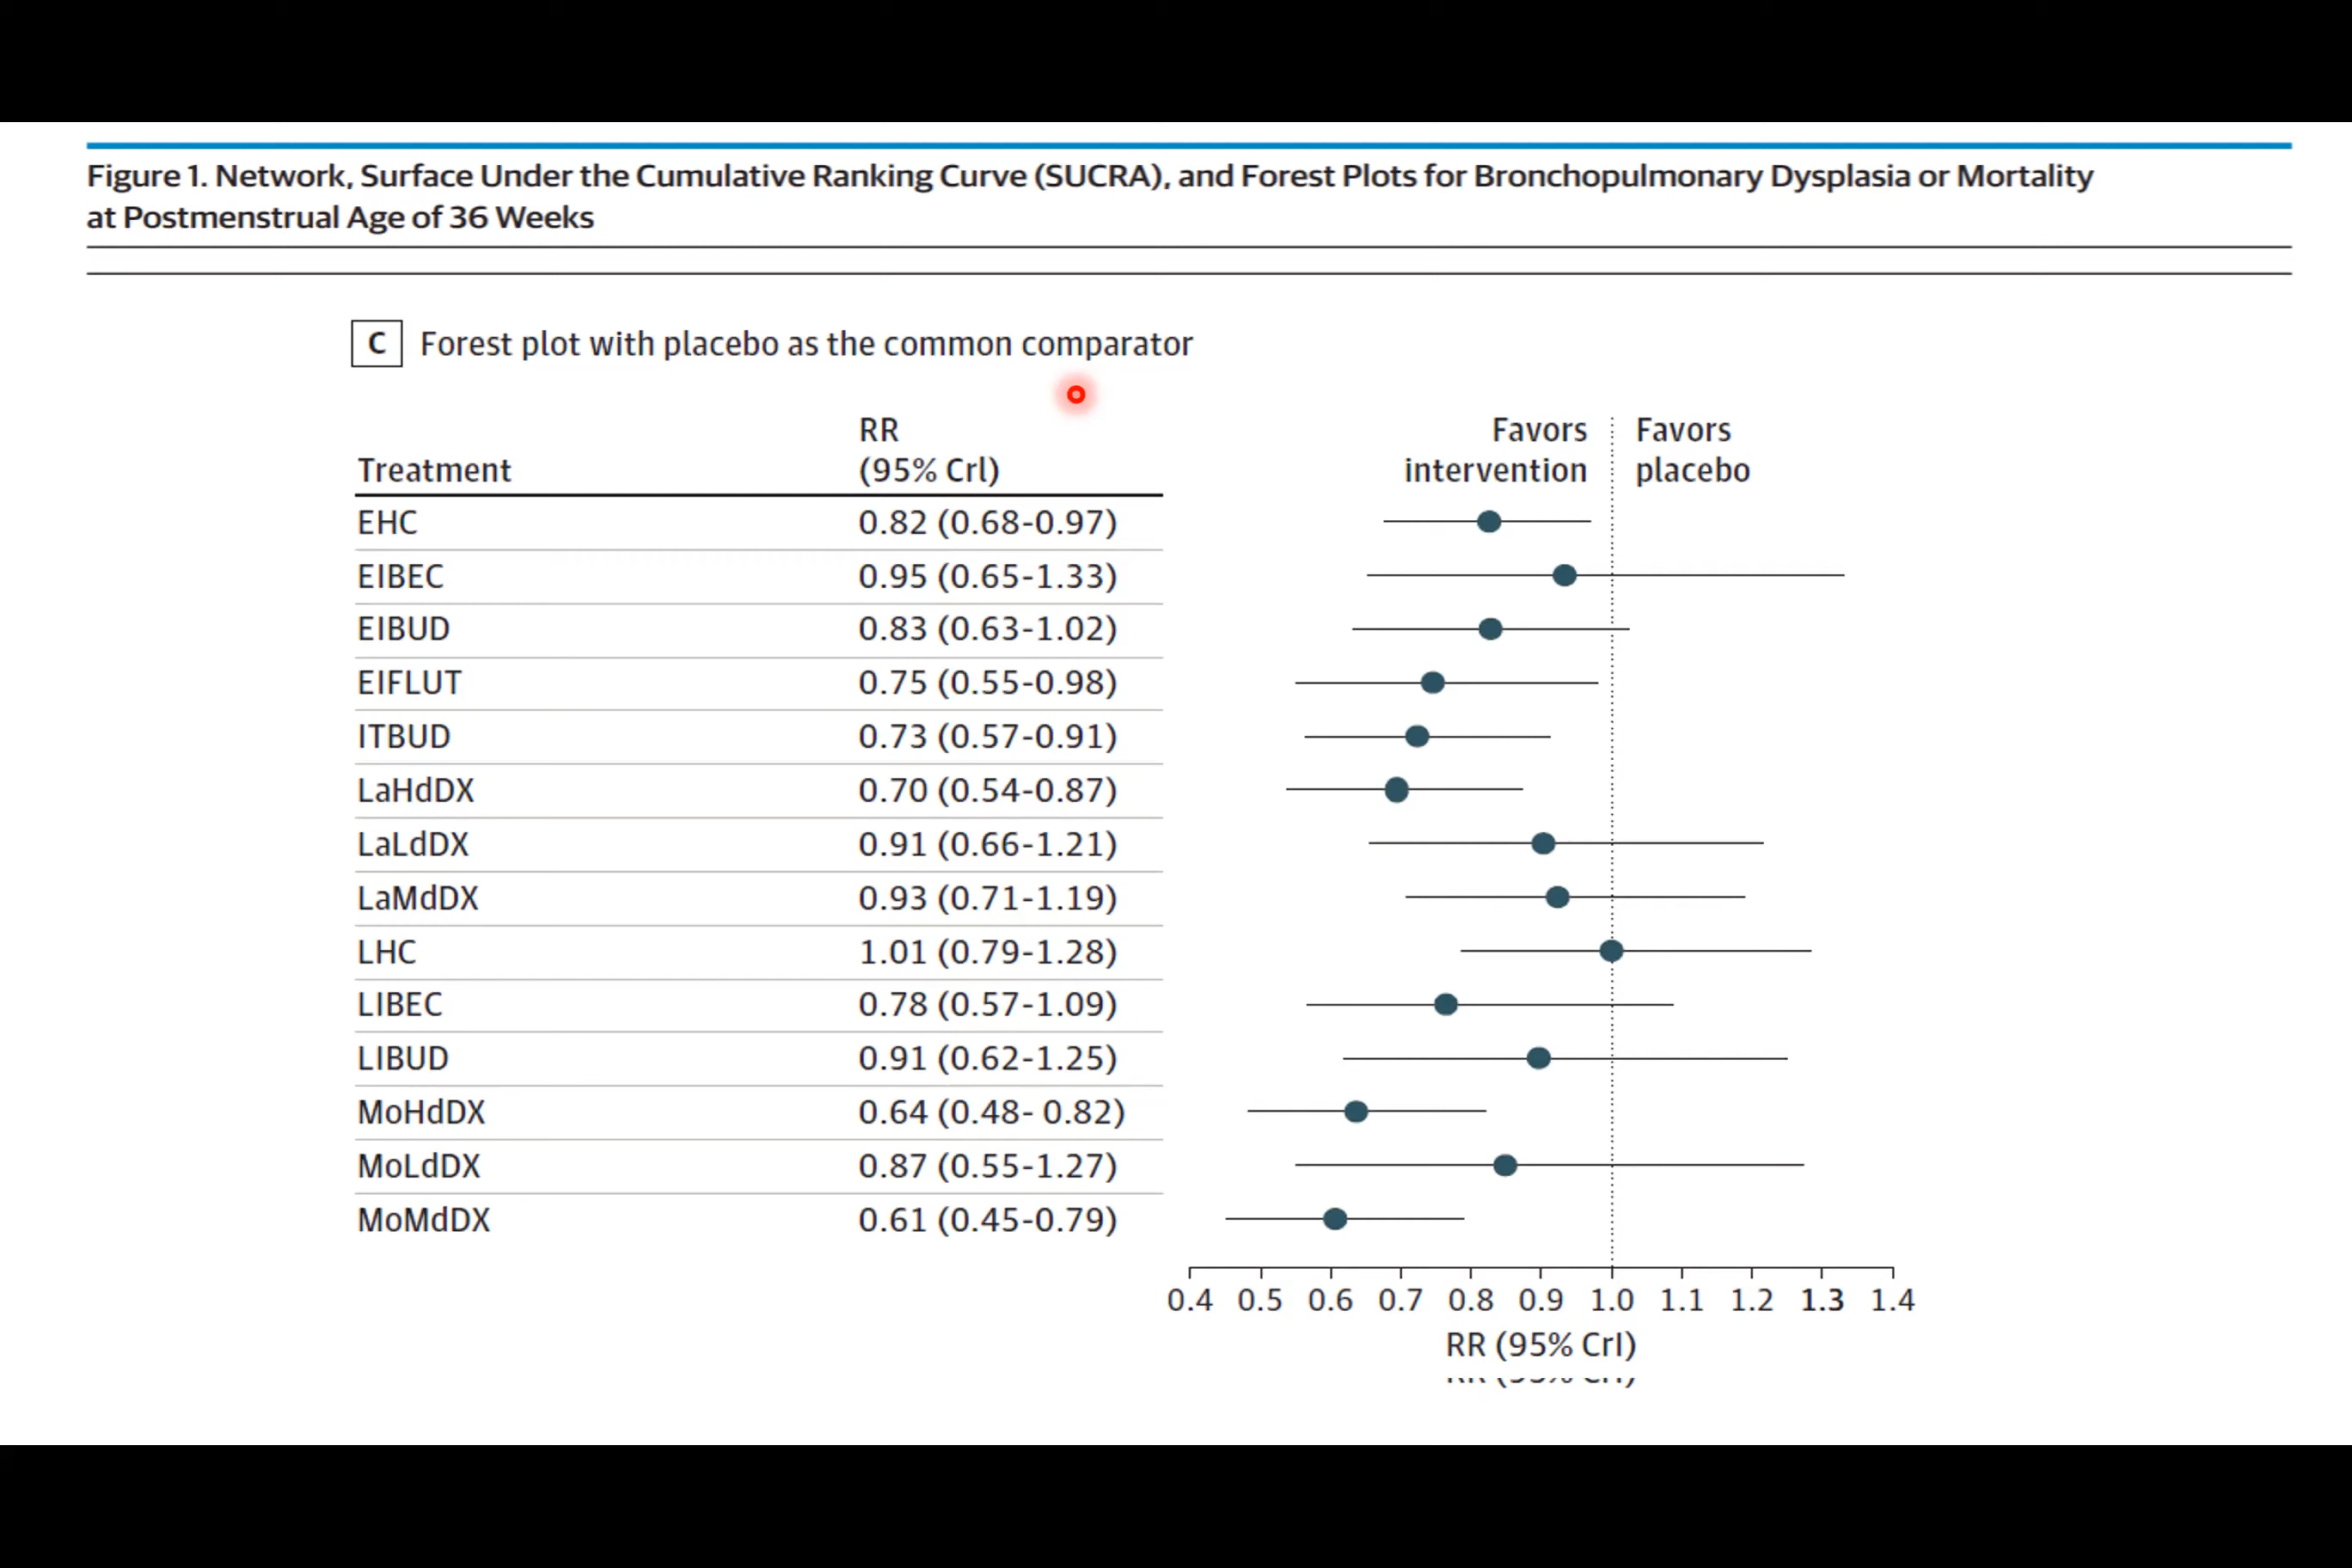 Figure 1. Network, Surface Under the Cumulative Ranking Curve (SUCRA), and Forest Plots for Bronchopulmonary Dysplasia or Mortality
at Postmenstrual Age of 36 Weeks
C Forest plot with placebo as the common comparator
RR Favors Favors
Treatment (95% Crl) intervention placebo
EHC 0.82 (0.68-0.97)
EIBEC 0.95 (0.65-1.33)
EIBUD 0.83 (0.63-1.02)
EIFLUT 0.75 (0.55-0.98)
ITBUD 0.73 (0.57-0.91)
LaHdDX 0.70 (0.54-0.87)
LaLdDX 0.91 (0.66-1.21)
LaMdDX 0.93 (0.71-1.19)
LHC 1.01 (0.79-1.28)
LIBEC 0.78 (0.57-1.09)
LIBUD 0.91 (0.62-1.25)
MoHdDX 0.64 (0.48- 0.82)
MoLdDX 0.87 (0.55-1.27)
MoMdDX 0.61 (0.45-0.79)
0.4 0.5 0.6 0.7 0.8 0.9 1.0 1.1 1.2 1.3 1.4
RR (95% CrI)